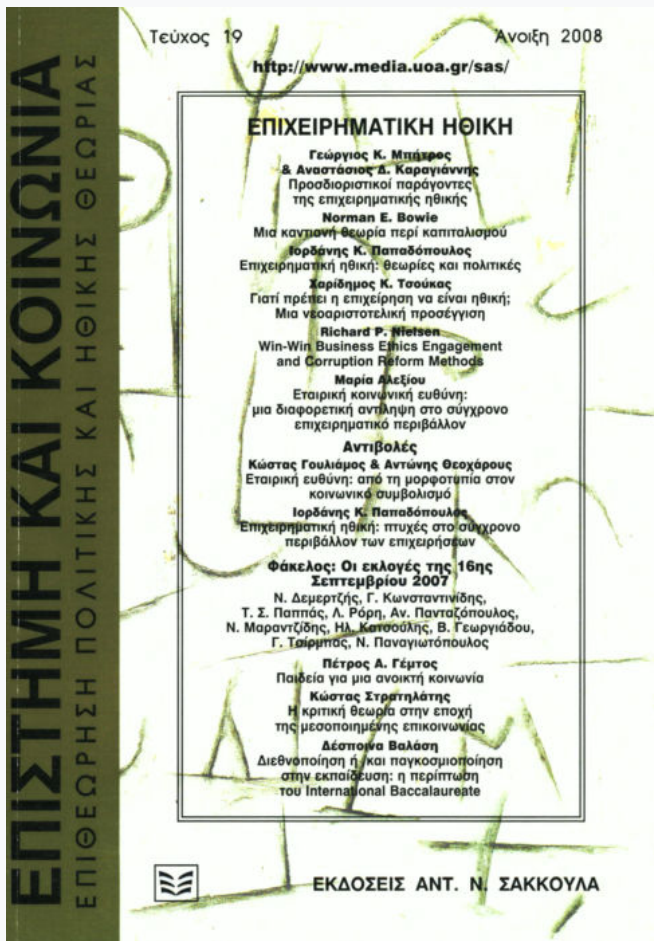 ΕΠΙΣΤΗΜΗ ΚΑΙ ΚΟΙΝΩΝΙΑ
ΕΠΙΘΕΩΡΗΣΗ ΠΟΛΙΤΙΚΗΣ ΚΑΙ ΗΘΙΚΗΣ ΘΕΩΡΙΑΣ
Τεύχος 19
Άνοιξη 2008
http://www.media.uoa.gr/sas/
ΕΠΙΧΕΙΡΗΜΑΤΙΚΗ ΗΘΙΚΗ
Γεώργιος Κ. Μπήτρος
& Αναστάσιος Δ. Καραγιάννης
Προσδιοριστικοί παράγοντες
της επιχειρηματικής ηθικής
Norman E. Bowie
Μια καντιανή θεωρία περί καπιταλισμού
Ιορδάνης Κ. Παπαδόπουλος
Επιχειρηματική ηθική: θεωρίες και πολιτικές
Χαρίδημος Κ. Τσούκας
Γιατί πρέπει η επιχείρηση να είναι ηθική;
Μια νεοαριστοτελική προσέγγιση
Richard P. Nielsen
Win-Win Business Ethics Engagement
and Corruption Reform Methods
Μαρία Αλεξίου
Εταιρική κοινωνική ευθύνη:
μια διαφορετική αντίληψη στο σύγχρονο
επιχειρηματικό περιβάλλον
Αντιβολές
Κώστας Γουλιάμος & Αντώνης Θεοχάρους
Εταιρική ευθύνη: από τη μορφοτυπία στον
κοινωνικό συμβολισμό
Ιορδάνης Κ. Παπαδόπουλος
Επιχειρηματική ηθική: πτυχές στο σύγχρονο
περιβάλλον των επιχειρήσεων
Φάκελος: Οι εκλογές της 16ης
Σεπτεμβρίου 2007
Ν. Δεμερτζής, Γ. Κωνσταντινίδης,
Τ. Σ. Παππάς, Λ. Ρόρη, Αν. Πανταζόπουλος,
Ν. Μαραντζίδης, Ηλ. Κατσούλης, Β. Γεωργιάδου,
Γ. Τσίρμπας, Ν. Παναγιωτόπουλος
Πέτρος Α. Γέμτος
Παιδεία για μια ανοικτή κοινωνία
Κώστας Στρατηλάτης
Η κριτική θεωρία στην εποχή
της μεσοποιημένης επικοινωνίας
Δέσποινα Βαλάση
Διεθνοποίηση ή/και παγκοσμιοποίηση
στην εκπαίδευση: η περίπτωση
του International Baccalaureate
ΕΚΔΟΣΕΙΣ ΑΝΤ. Ν. ΣΑΚΚΟΥΛΑ